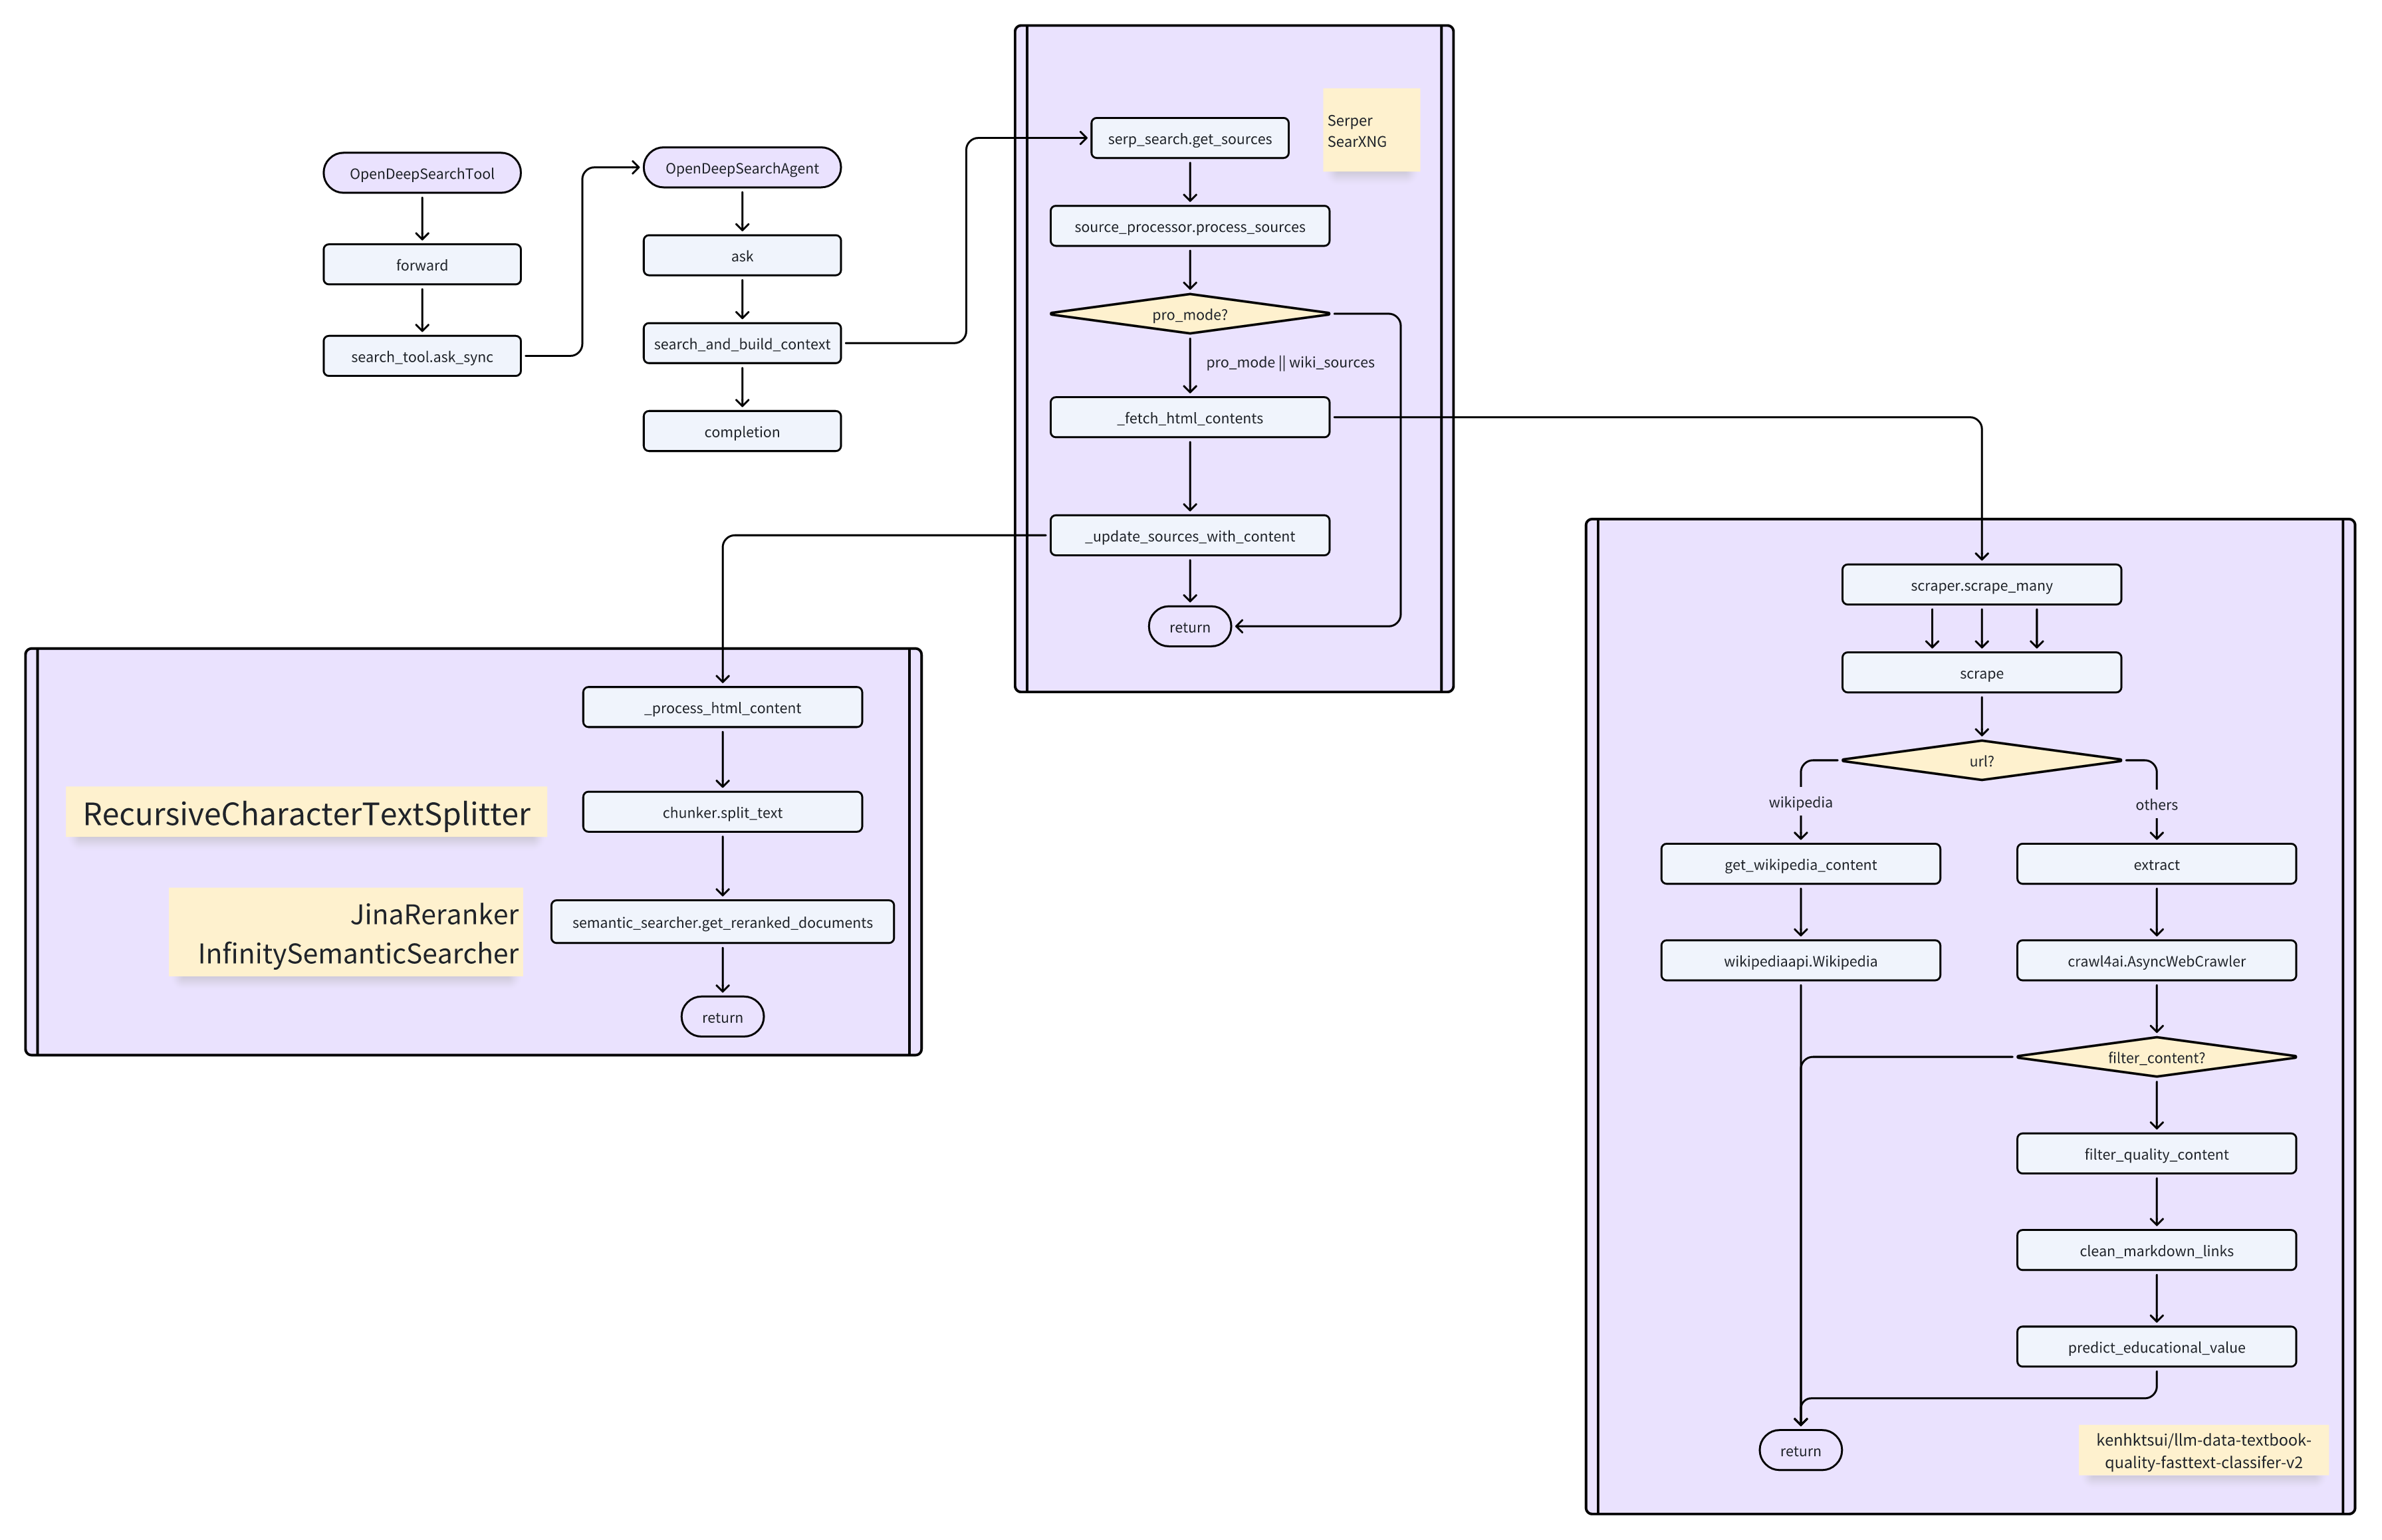 OpenDeepSearchTool
forward
search_tool.ask_sync
OpenDeepSearchAgent
ask
search_and_build_context
completion
serp_search.get_sources
Serper
SearXNG
source_processor.process_sources
pro_mode?
pro_mode || wiki_sources
_fetch_html_contents
_update_sources_with_content
return
_process_html_content
RecursiveCharacterTextSplitter
chunker.split_text
JinaReranker
InfinitySemanticSearcher
semantic_searcher.get_reranked_documents
return
scraper.scrape_many
scrape
url?
wikipedia
others
get_wikipedia_content
extract
wikipediaapi.Wikipedia
crawl4ai.AsyncWebCrawler
filter_content?
filter_quality_content
clean_markdown_links
predict_educational_value
return
kenhktsui/llm-data-textbook-
quality-fasttext-classifer-v2